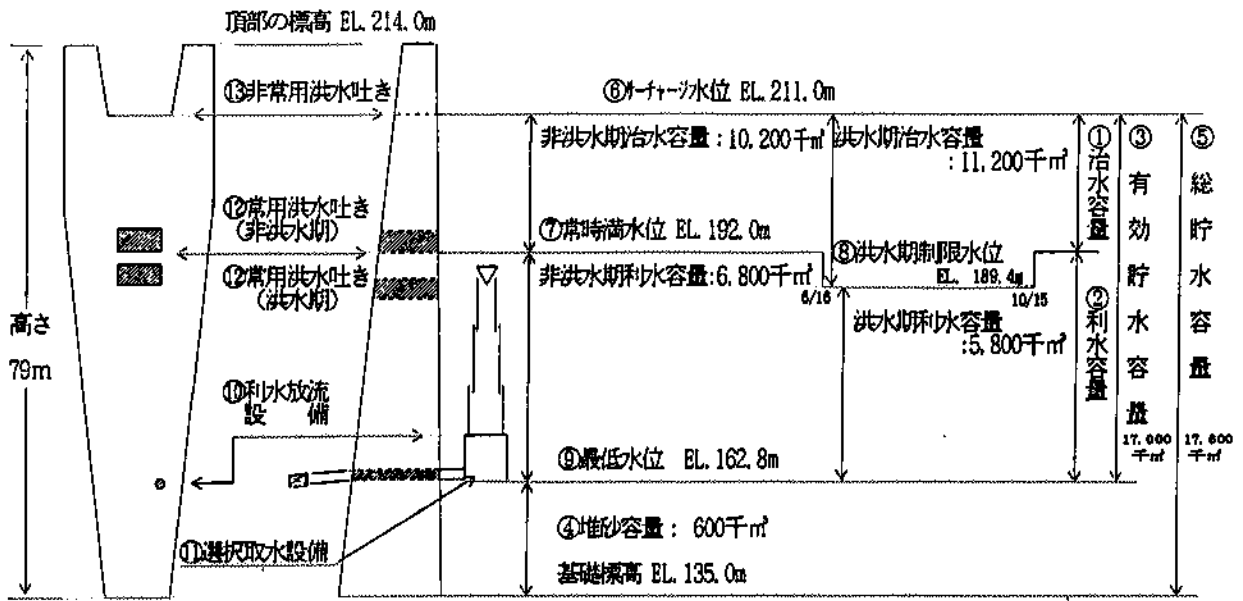 頂部の標高 EL.214.0m
⑬非常用洪水吐き
⑥サーチャージ水位 EL.211.0m
非洪水期治水容量:10,200千㎥
洪水期治水容量
:11,200千㎥
①治水容量
③有効貯水容量
17,000
千㎥
⑤総貯水容量
17,600
千㎥
⑫常用洪水吐き
(非洪水期)
⑦常時満水位 EL.192.0m
⑧洪水期制限水位
EL. 189.4m
⑫常用洪水吐き
(洪水期)
非洪水期利水容量:6,800千㎥
6/16
10/15
洪水期利水容量
:5,800千㎥
②利水容量
高さ
79m
⑩利水放流
設 備
⑨最低水位 EL.162.8m
④堆砂容量: 600千㎥
⑪選択取水設備
基礎標高 EL.135.0m